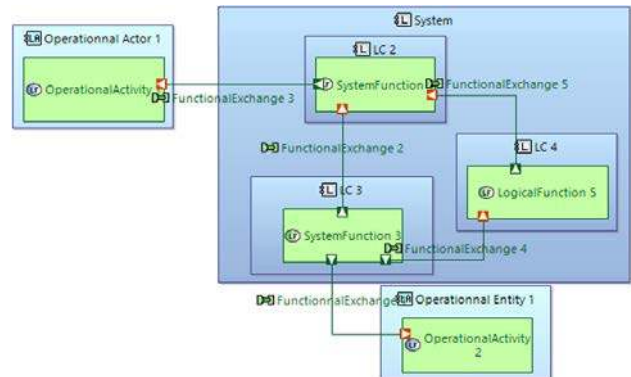 System
Operationnal Actor 1
LC 2
OperationalActivity
SystemFunction
FunctionalExchange 5
FunctionalExchange 3
FunctionalExchange 2
LC 4
LC 3
LogicalFunction 5
SystemFunction 3
FunctionalExchange 4
FunctionnalExchange
Operationnal Entity 1
OperationalActivity
2